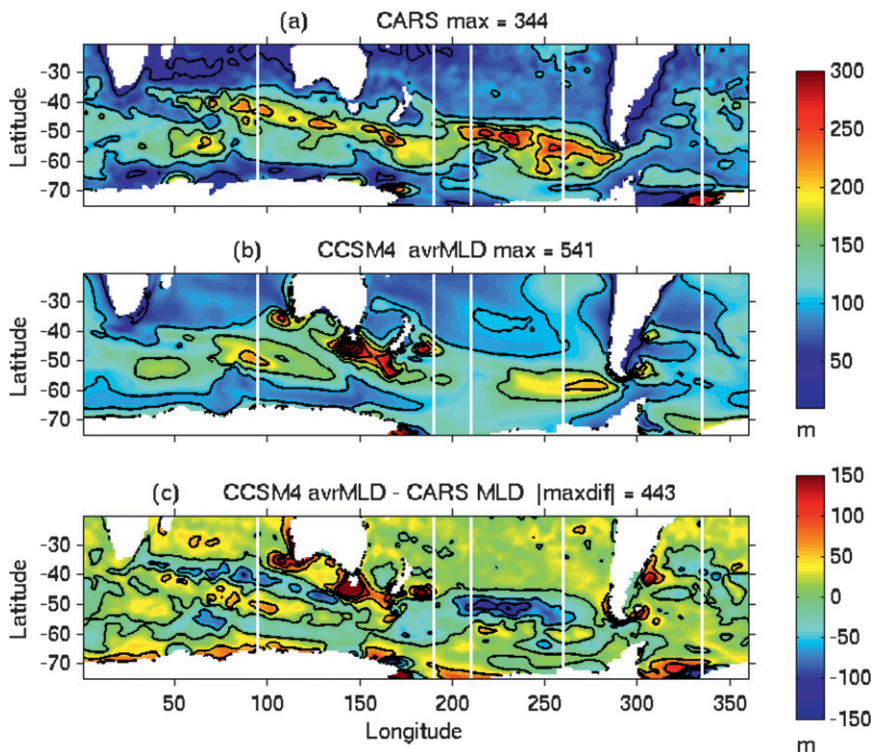 (a) CARS max = 344
Latitude
-30
-40
-50
-60
-70
300
250
200
150
100
50
m
(b) CCSM4 avrMLD max = 541
Latitude
-30
-40
-50
-60
-70
(c) CCSM4 avrMLD - CARS MLD |maxdif| = 443
Latitude
-30
-40
-50
-60
-70
50 100 150 200 250 300 350
Longitude
150
100
50
0
-50
-100
-150
m